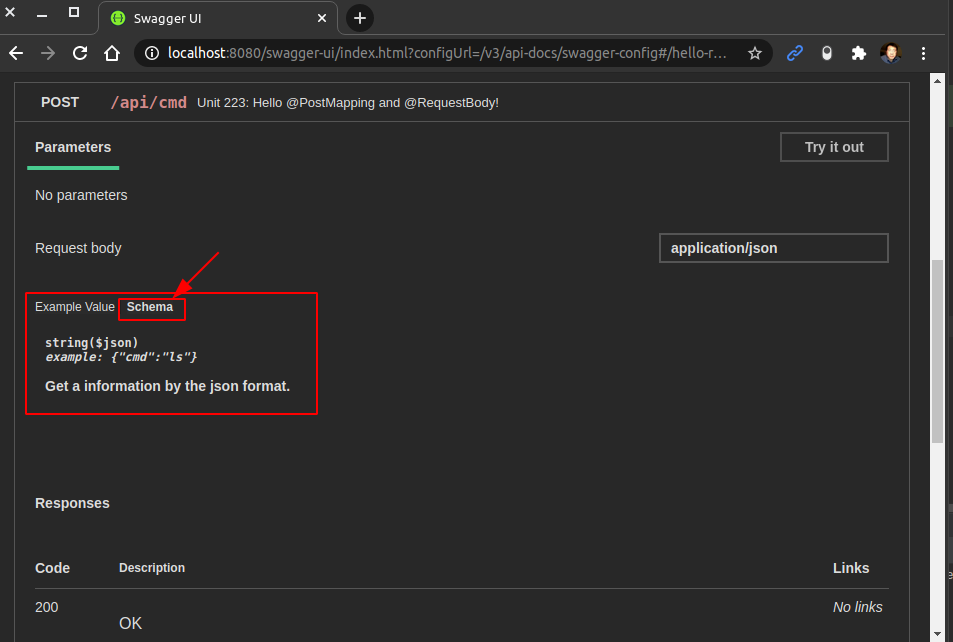 Swagger UI
localhost:8080/swagger-ui/index.html?configUrl=/v3/api-docs/swagger-config#/hello-r...
POST /api/cmd Unit 223: Hello @PostMapping and @RequestBody!
Parameters
Try it out
No parameters
Request body
application/json
Example Value Schema
string($json)
example: {"cmd":"ls"}
Get a information by the json format.
Responses
Code Description Links
200 No links
OK